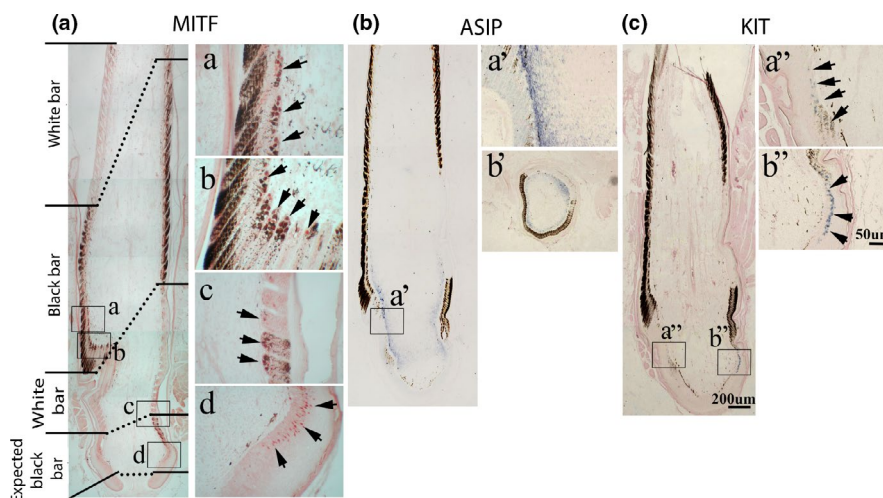 (a) MITF
(b) ASIP
(c) KIT
White bar
Black bar
White bar
Expected black bar
a
b
c
d
a
b
c
d
a'
b'
a'
a"
b"
a"
b"
50um
200um